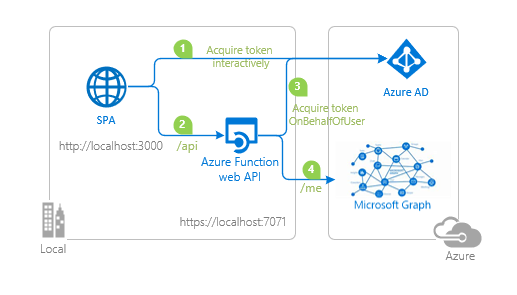 1
Acquire token
interactively
Azure AD
SPA
2
3
Acquire token
OnBehalfOfUser
http://localhost:3000
/api
Azure Function
web API
4
/me
Microsoft Graph
https://localhost:7071
Local
Azure